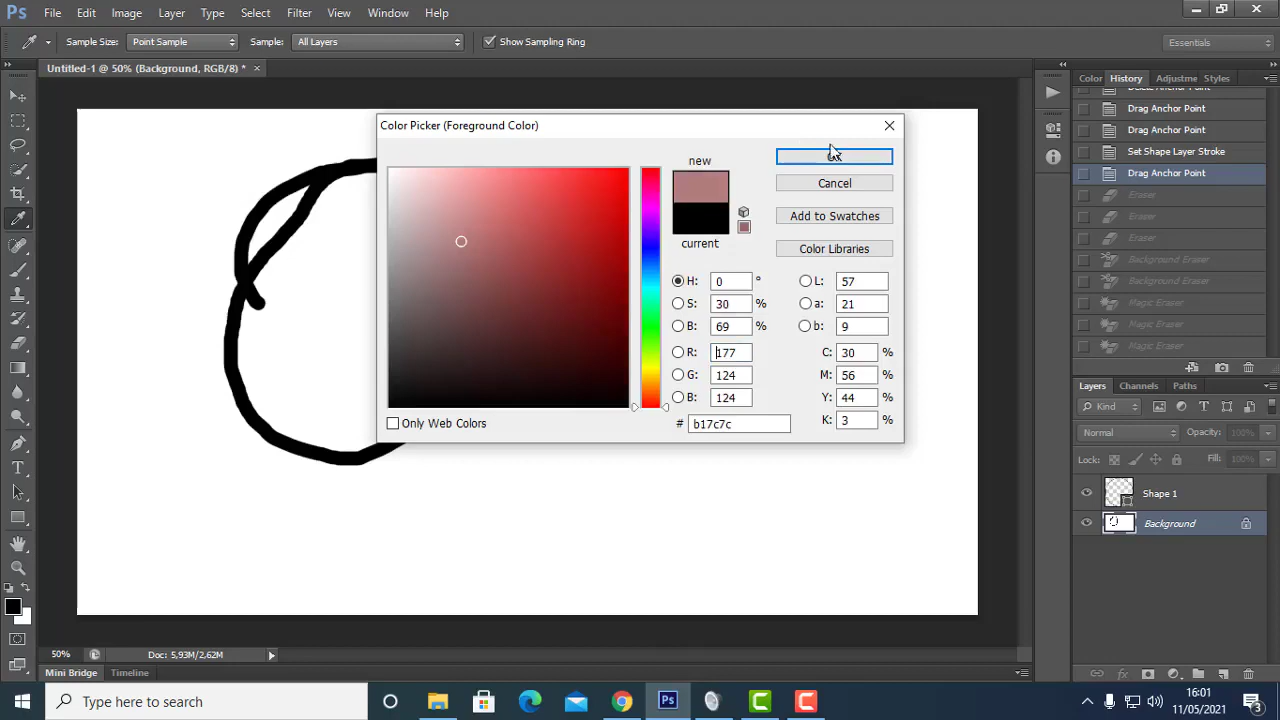 Ps File Edit Image Layer Type Select Filter View Window Help
Sample Size: Point Sample Sample: All Layers Show Sampling Ring Essentials
Untitled-1 @ 50% (Background, RGB/8) * ×
Color History Adjustme Styles
Delete Anchor Point
Drag Anchor Point
Drag Anchor Point
Set Shape Layer Stroke
Drag Anchor Point
Eraser
Eraser
Eraser
Background Eraser
Background Eraser
Magic Eraser
Magic Eraser
Magic Eraser
Color Picker (Foreground Color)
new
current
Cancel
Add to Swatches
Color Libraries
H: 0 ° L: 57
S: 30 % a: 21
B: 69 % b: 9
R: 177 C: 30 %
G: 124 M: 56 %
B: 124 Y: 44 %
# b17c7c K: 3 %
Only Web Colors
Layers Channels Paths
Kind
Normal Opacity: 100%
Lock: Fill: 100%
Shape 1
Background
50% Doc: 5,93M/2,62M
Mini Bridge Timeline
Type here to search
Ps
16:01
11/05/2021
3